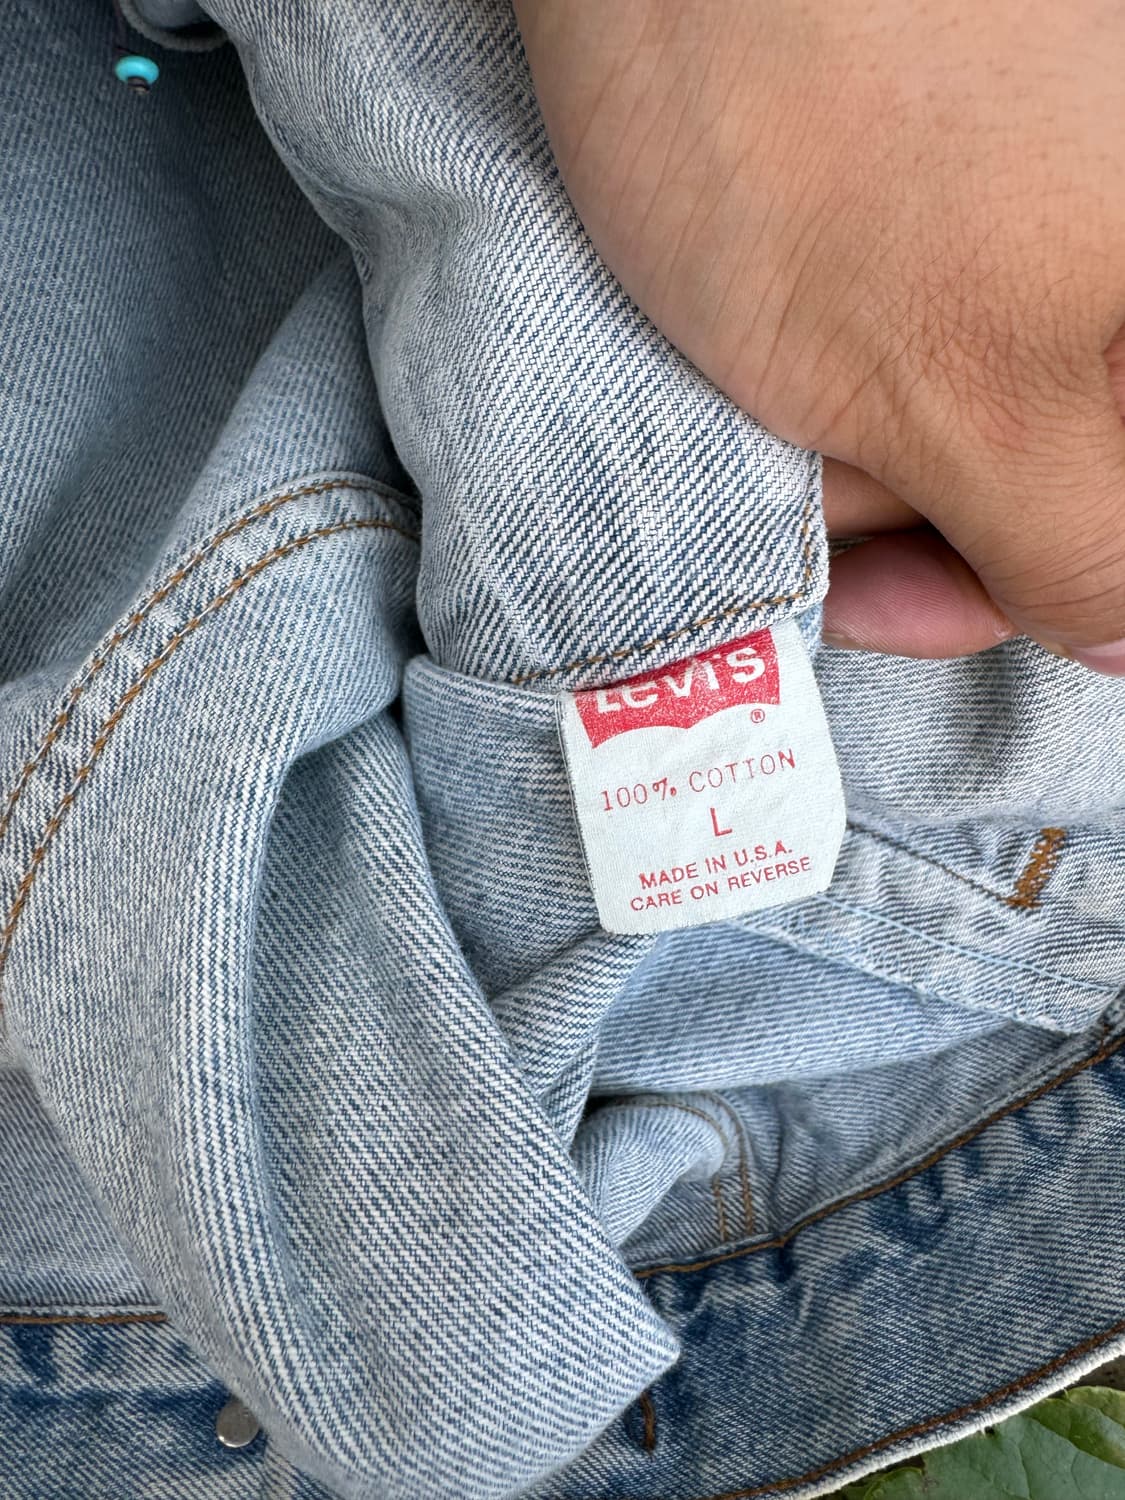 Levi's
®
100% COTTON
L
MADE IN U.S.A.
CARE ON REVERSE